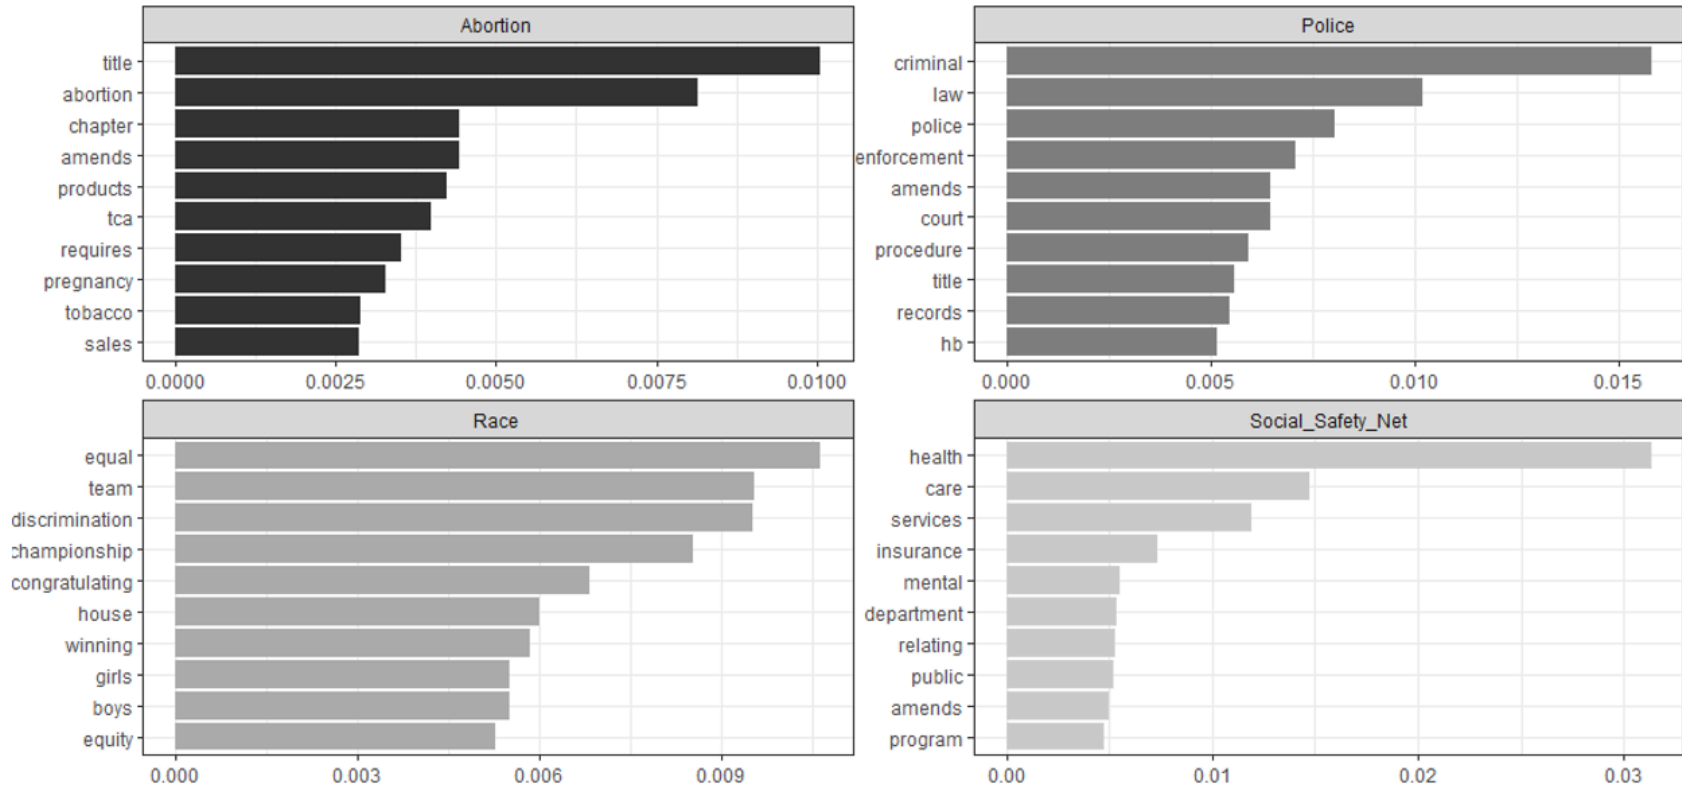 Abortion
title
abortion
chapter
amends
products
tca
requires
pregnancy
tobacco
sales
0.0000 0.0025 0.0050 0.0075 0.0100
Police
criminal
law
police
enforcement
amends
court
procedure
title
records
hb
0.000 0.005 0.010 0.015
Race
equal
team
discrimination
championship
congratulating
house
winning
girls
boys
equity
0.000 0.003 0.006 0.009
Social_Safety_Net
health
care
services
insurance
mental
department
relating
public
amends
program
0.00 0.01 0.02 0.03